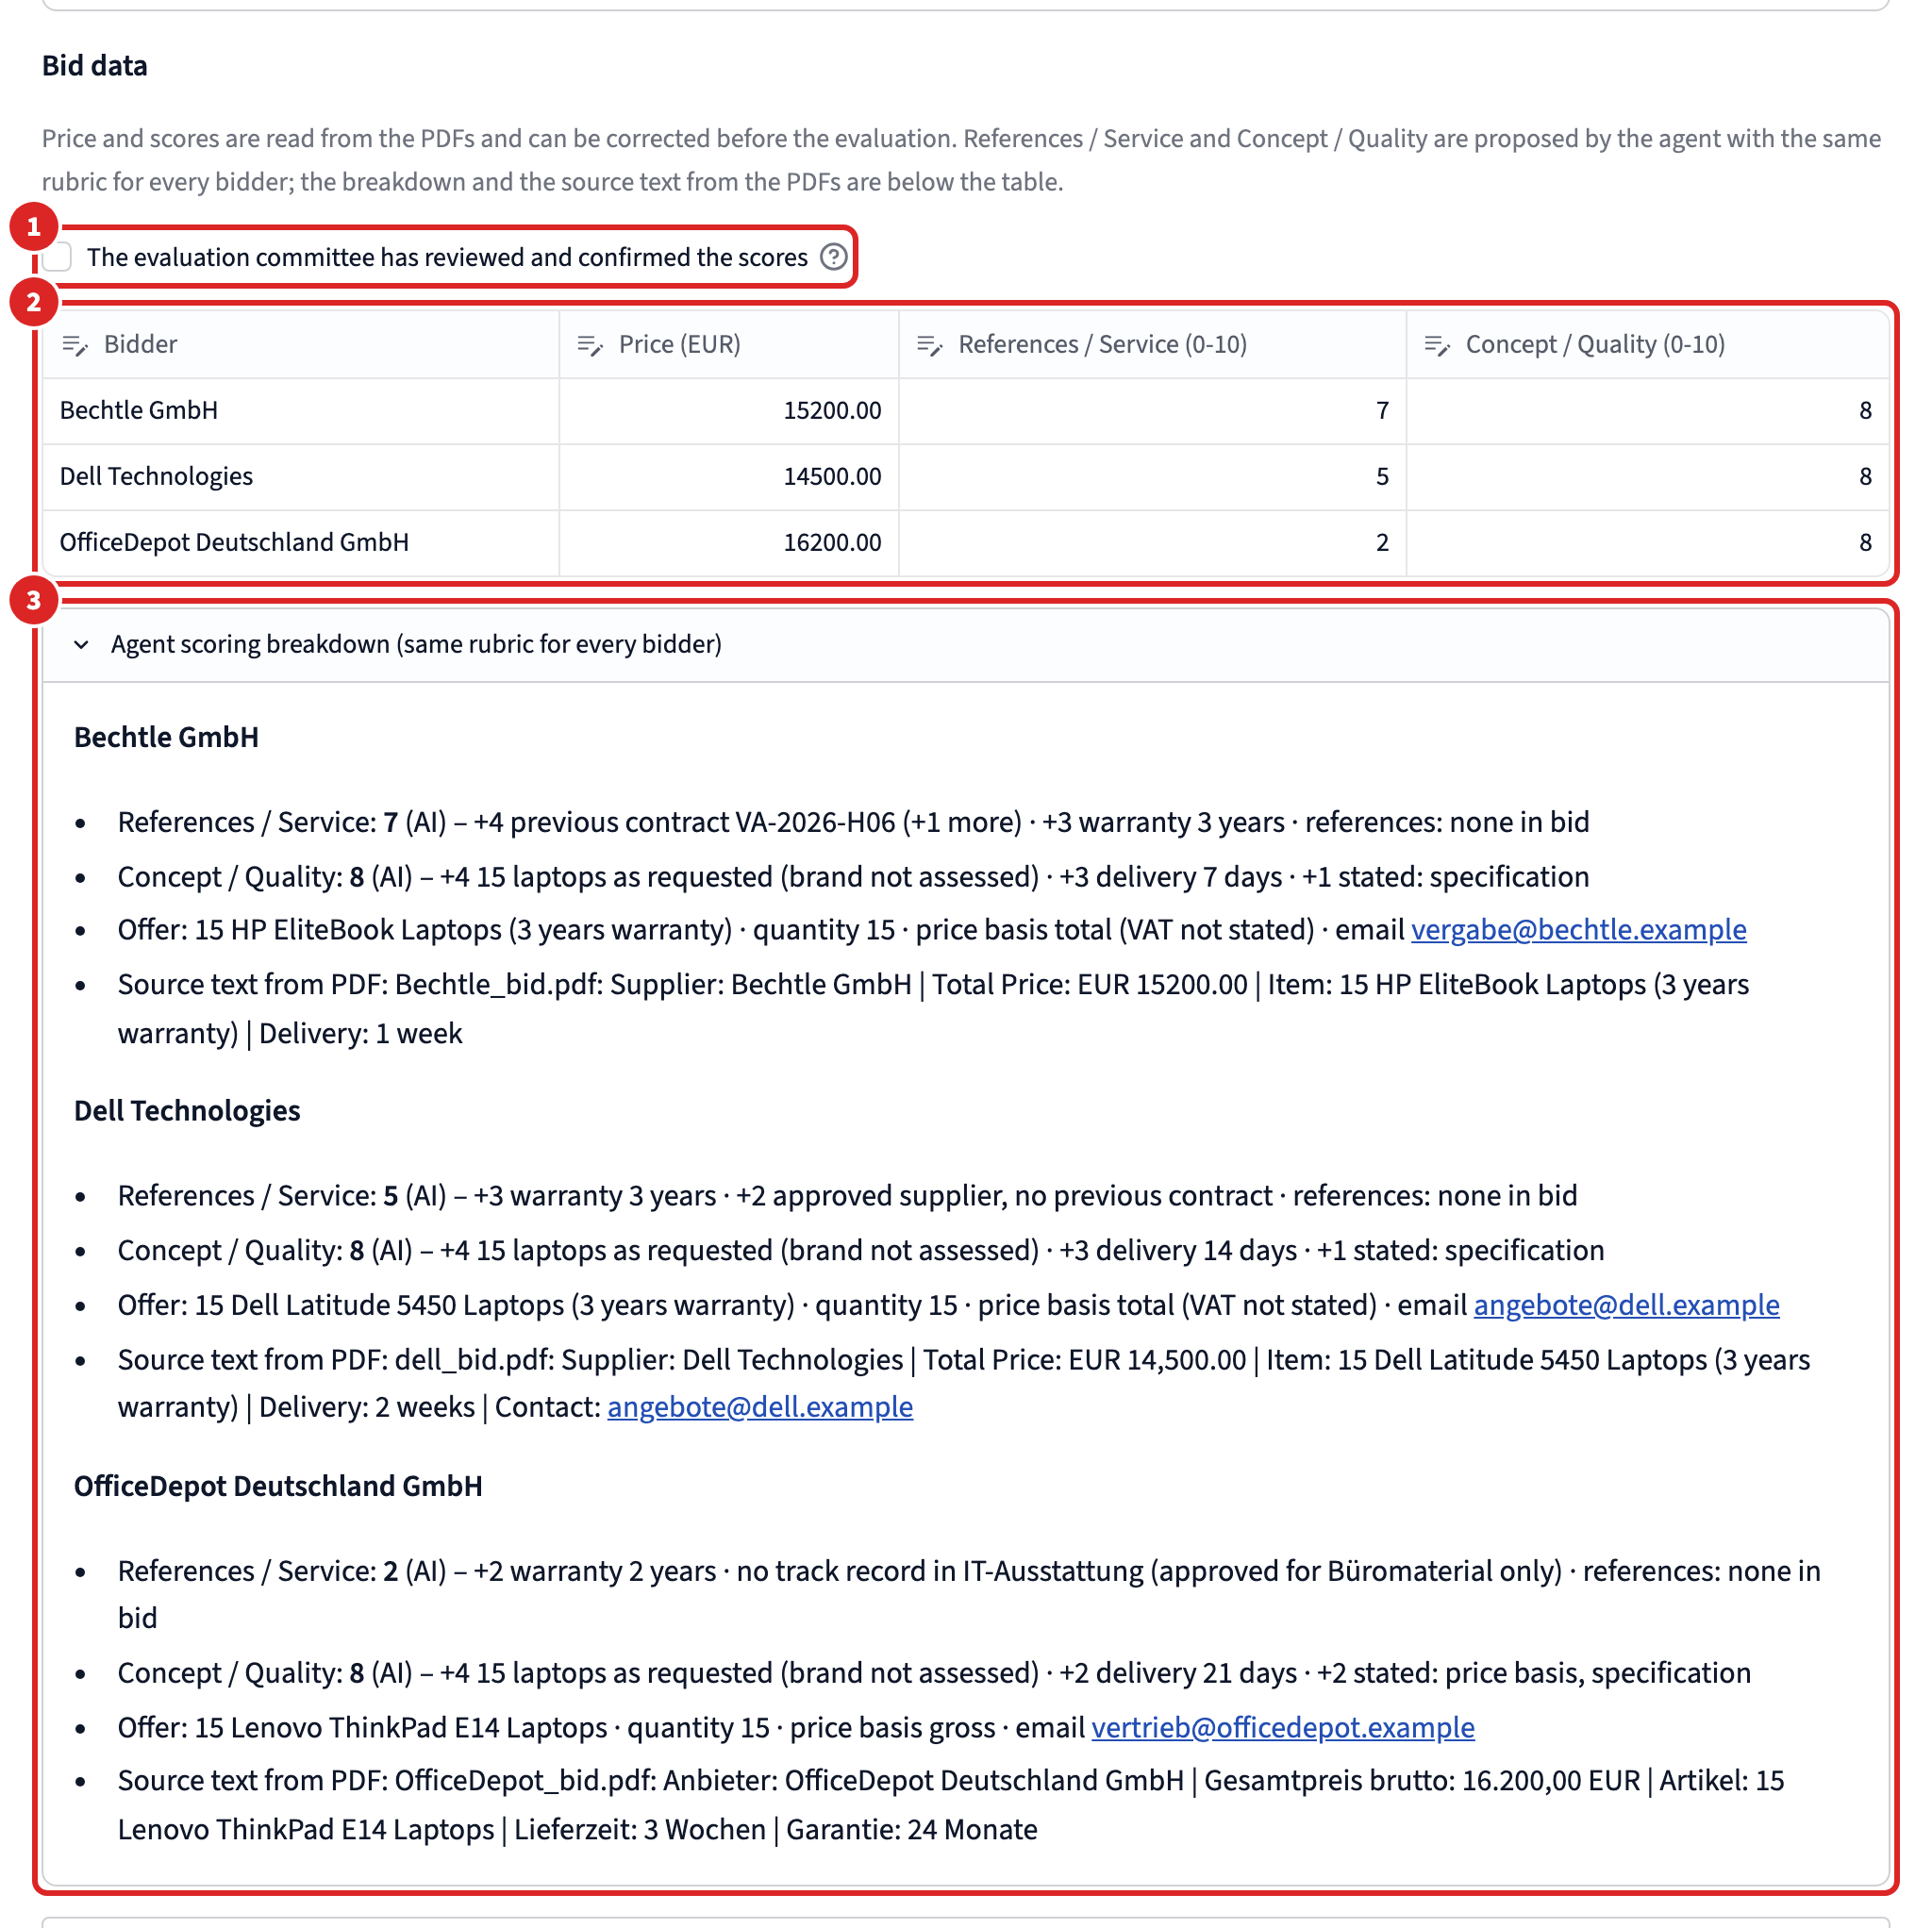 Bid data
Price and scores are read from the PDFs and can be corrected before the evaluation. References / Service and Concept / Quality are proposed by the agent with the same
rubric for every bidder; the breakdown and the source text from the PDFs are below the table.
1
The evaluation committee has reviewed and confirmed the scores ?
2
Bidder Price (EUR) References / Service (0-10) Concept / Quality (0-10)
Bechtle GmbH 15200.00 7 8
Dell Technologies 14500.00 5 8
OfficeDepot Deutschland GmbH 16200.00 2 8
3
Agent scoring breakdown (same rubric for every bidder)
Bechtle GmbH
• References / Service: 7 (AI) – +4 previous contract VA-2026-H06 (+1 more) · +3 warranty 3 years · references: none in bid
• Concept / Quality: 8 (AI) – +4 15 laptops as requested (brand not assessed) · +3 delivery 7 days · +1 stated: specification
• Offer: 15 HP EliteBook Laptops (3 years warranty) · quantity 15 · price basis total (VAT not stated) · email vergabe@bechtle.example
• Source text from PDF: Bechtle_bid.pdf: Supplier: Bechtle GmbH | Total Price: EUR 15200.00 | Item: 15 HP EliteBook Laptops (3 years
warranty) | Delivery: 1 week
Dell Technologies
• References / Service: 5 (AI) – +3 warranty 3 years · +2 approved supplier, no previous contract · references: none in bid
• Concept / Quality: 8 (AI) – +4 15 laptops as requested (brand not assessed) · +3 delivery 14 days · +1 stated: specification
• Offer: 15 Dell Latitude 5450 Laptops (3 years warranty) · quantity 15 · price basis total (VAT not stated) · email angebote@dell.example
• Source text from PDF: dell_bid.pdf: Supplier: Dell Technologies | Total Price: EUR 14,500.00 | Item: 15 Dell Latitude 5450 Laptops (3 years
warranty) | Delivery: 2 weeks | Contact: angebote@dell.example
OfficeDepot Deutschland GmbH
• References / Service: 2 (AI) – +2 warranty 2 years · no track record in IT-Ausstattung (approved for Büromaterial only) · references: none in
bid
• Concept / Quality: 8 (AI) – +4 15 laptops as requested (brand not assessed) · +2 delivery 21 days · +2 stated: price basis, specification
• Offer: 15 Lenovo ThinkPad E14 Laptops · quantity 15 · price basis gross · email vertrieb@officedepot.example
• Source text from PDF: OfficeDepot_bid.pdf: Anbieter: OfficeDepot Deutschland GmbH | Gesamtpreis brutto: 16.200,00 EUR | Artikel: 15
Lenovo ThinkPad E14 Laptops | Lieferzeit: 3 Wochen | Garantie: 24 Monate